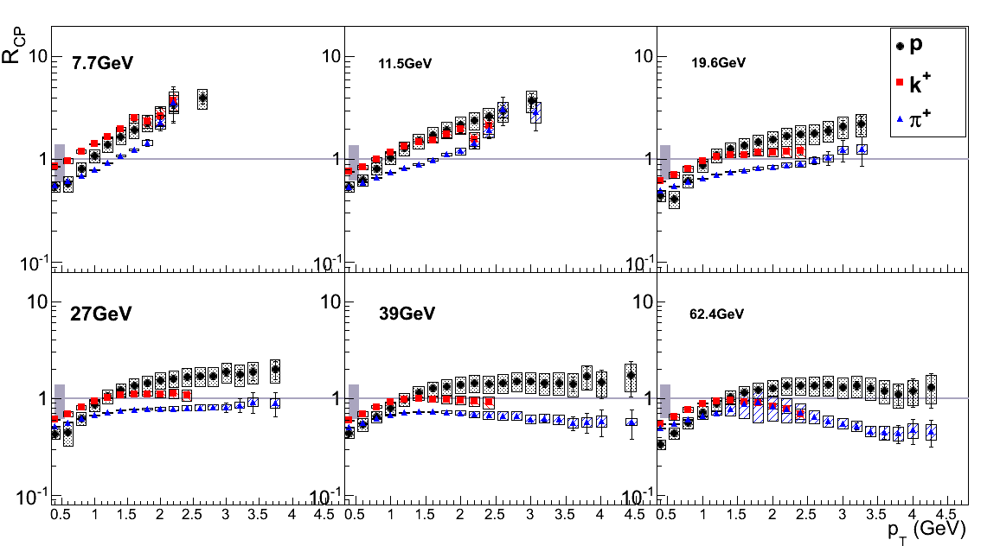 R_CP
7.7GeV
11.5GeV
19.6GeV
p
k^+
π^+
10 10 10
1 1 1
10^-1 10^-1
27GeV
39GeV
62.4GeV
10 10 10
1 1 1
10^-1 10^-1 10^-1
0.5 1 1.5 2 2.5 3 3.5 4 4.5 0.5 1 1.5 2 2.5 3 3.5 4 4.5 0.5 1 1.5 2 2.5 3 3.5 4 4.5
p_T (GeV)